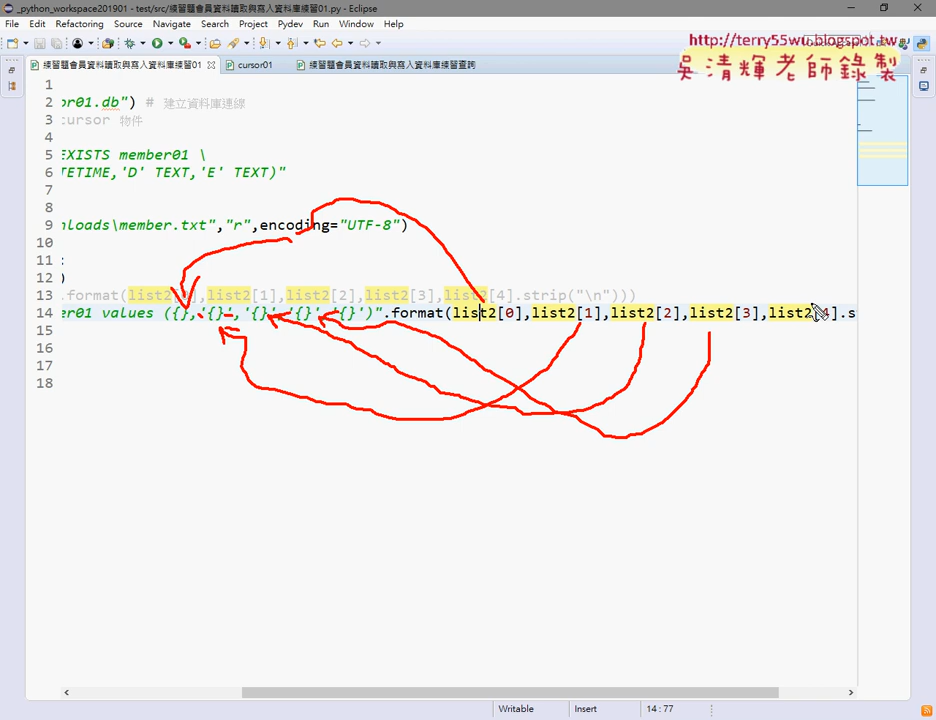 _python_workspace201901 - test/src/練習題會員資料讀取與寫入資料庫練習01.py - Eclipse
File Edit Refactoring Source Navigate Search Project Pydev Run Window Help
http://terry55wu.blogspot.tw
吳清輝老師錄製
練習題會員資料讀取與寫入資料庫練習01 cursor01 練習題會員資料讀取與寫入資料庫練習查詢
1
2 or01.db") # 建立資料庫連線
3 cursor 物件
4
5 EXISTS member01 \
6 TETIME,'D' TEXT,'E' TEXT)"
7
8
9 nloads\member.txt","r",encoding="UTF-8")
10
11 :
12 )
13 .format(list2[0],list2[1],list2[2],list2[3],list2[4].strip("\n")))
14 er01 values ({},'{}','{}','{}','{}')".format(list2[0],list2[1],list2[2],list2[3],list2[4].s
15
16
17
18
Writable Insert 14 : 77